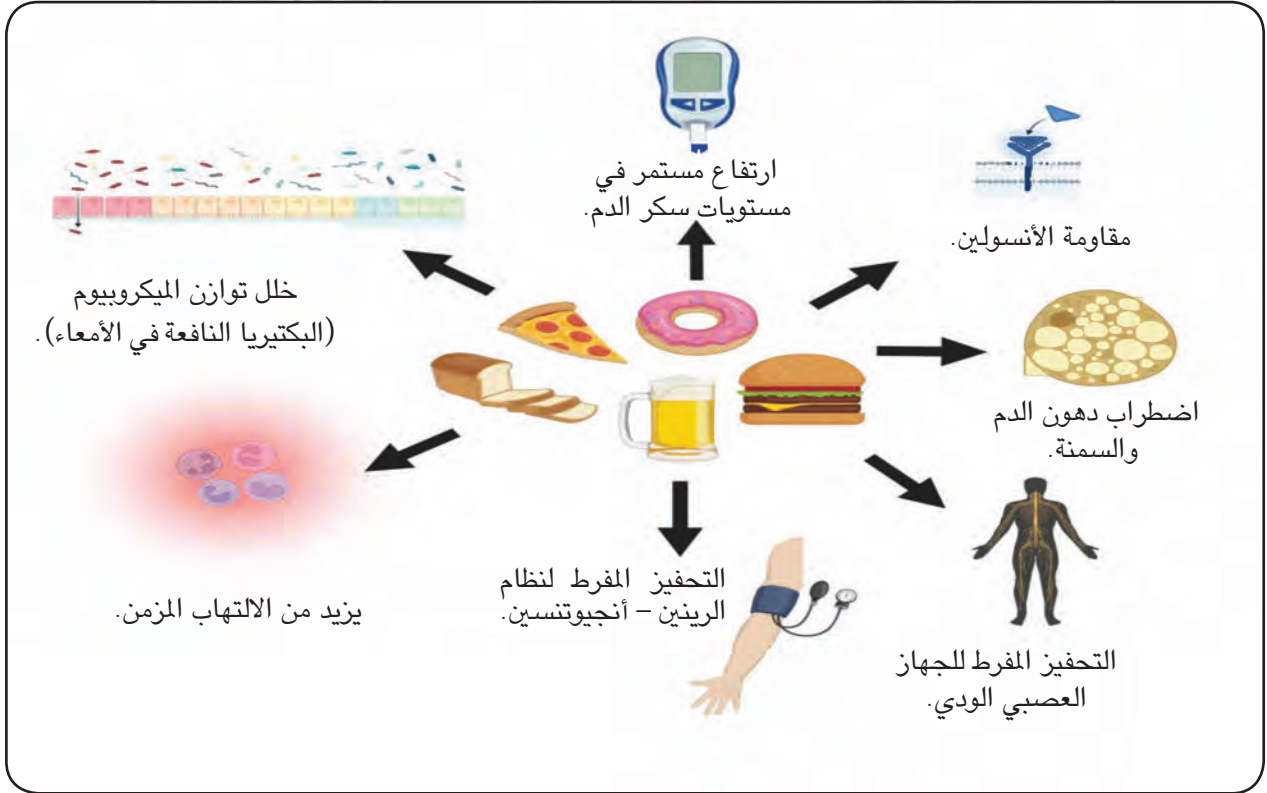 ارتفاع مستمر في
مستويات سكر الدم.
مقاومة الأنسولين.
خلل توازن الميكروبيوم
(البكتيريا النافعة في الأمعاء).
اضطراب دهون الدم
والسمنة.
يزيد من الالتهاب المزمن.
التحفيز المفرط لنظام
الرينين – أنجيوتنسين.
التحفيز المفرط للجهاز
العصبي الودي.